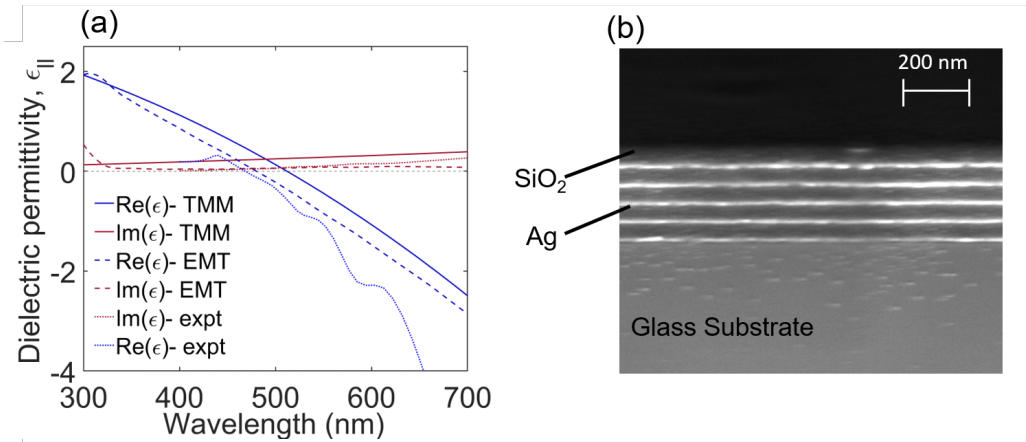 (a)
Dielectric permittivity, ϵ||
2
0
-2
-4
Re(ϵ)- TMM
Im(ϵ)- TMM
Re(ϵ)- EMT
Im(ϵ)- EMT
Im(ϵ)- expt
Re(ϵ)- expt
300 400 500 600 700
Wavelength (nm)
(b)
200 nm
SiO₂
Ag
Glass Substrate